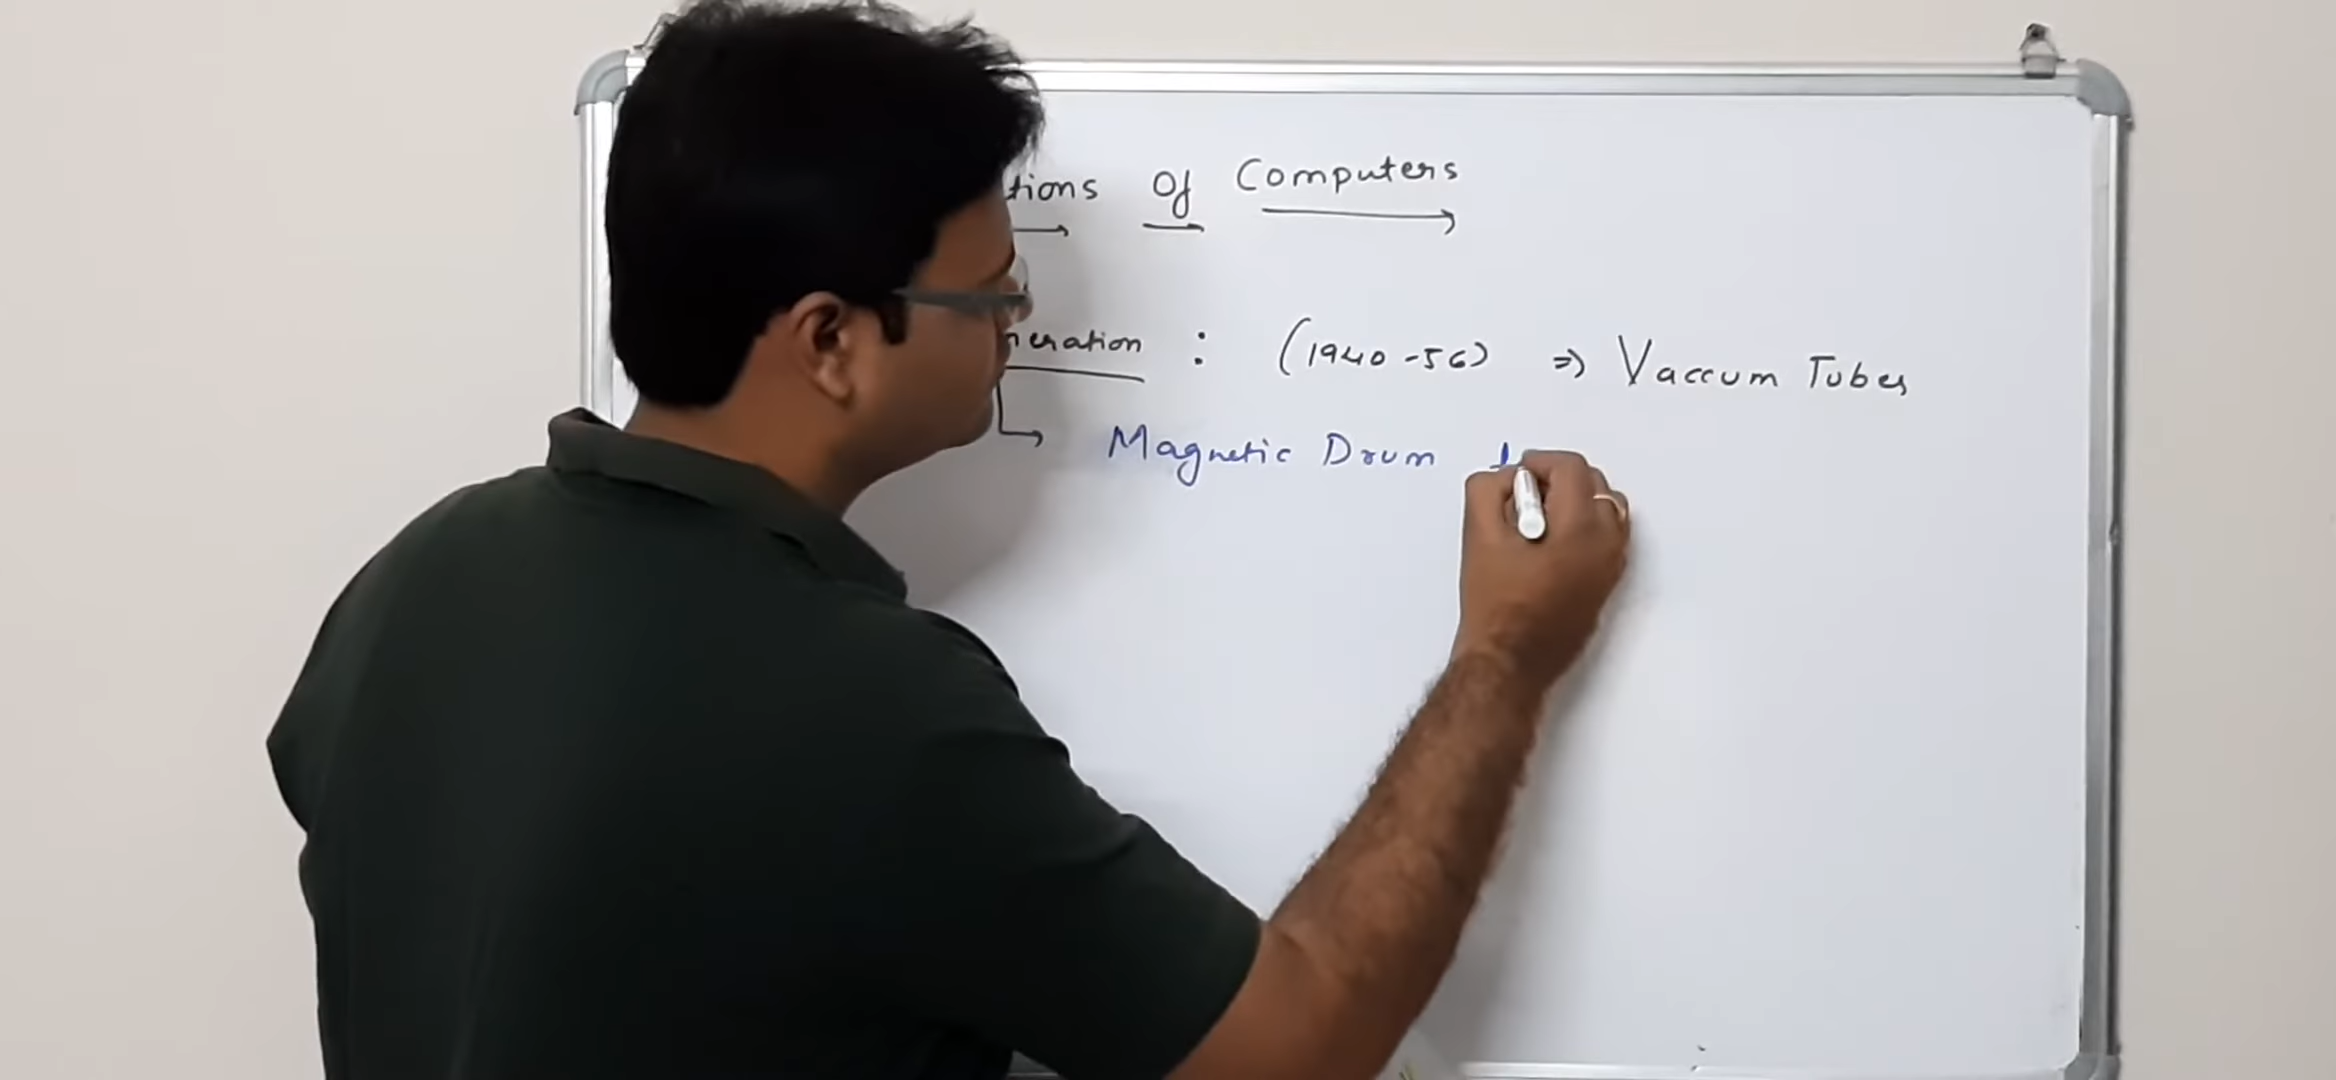 tions Of Computers
neration : (1940-56) ⇒ Vaccum Tubes
Magnetic Drum